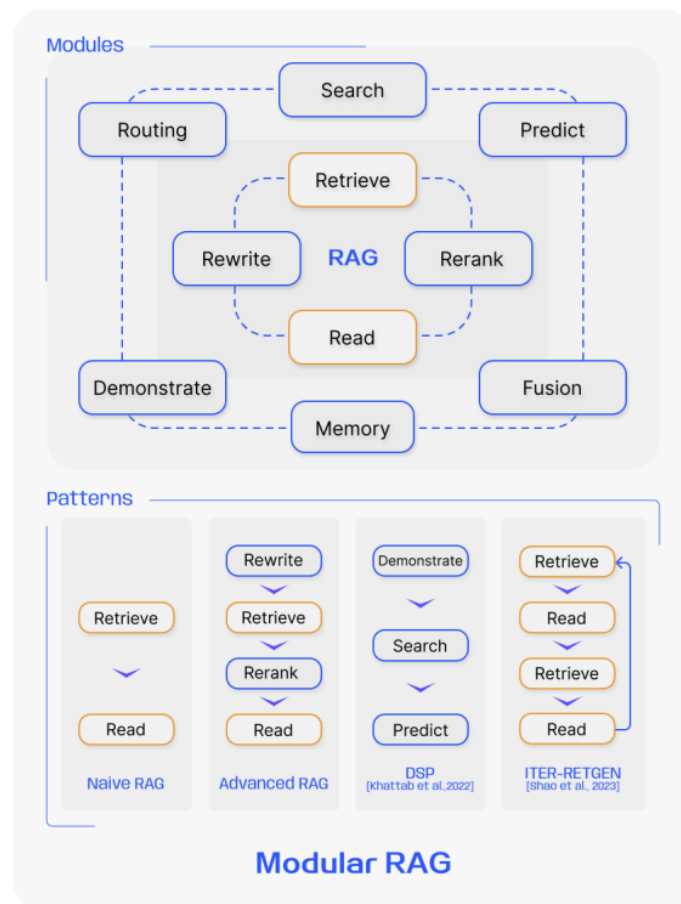 Modules
Search
Routing
Predict
Retrieve
Rewrite
RAG
Rerank
Read
Demonstrate
Fusion
Memory
Patterns
Retrieve
Read
Naive RAG
Rewrite
Retrieve
Rerank
Read
Advanced RAG
Demonstrate
Search
Predict
DSP
[Khattab et al.,2022]
Retrieve
Read
Retrieve
Read
ITER-RETGEN
[Shao et al., 2023]
Modular RAG